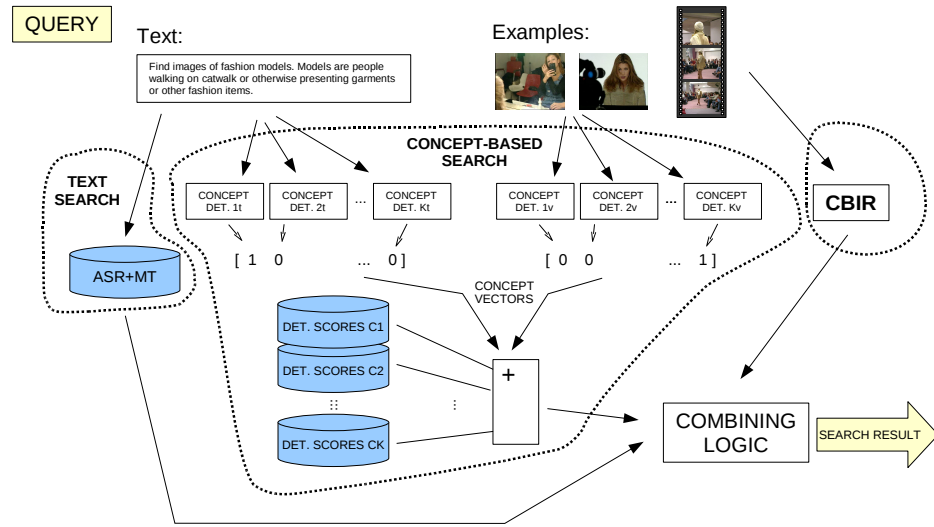 QUERY
Text:
Examples:
Find images of fashion models. Models are people
walking on catwalk or otherwise presenting garments
or other fashion items.
CONCEPT-BASED
SEARCH
TEXT
SEARCH
CONCEPT
DET. 1t
CONCEPT
DET. 2t
...
CONCEPT
DET. Kt
CONCEPT
DET. 1v
CONCEPT
DET. 2v
...
CONCEPT
DET. Kv
CBIR
[ 1 0 ... 0 ]
[ 0 0 ... 1 ]
ASR+MT
CONCEPT
VECTORS
DET. SCORES C1
DET. SCORES C2
DET. SCORES CK
+
COMBINING
LOGIC
SEARCH RESULT